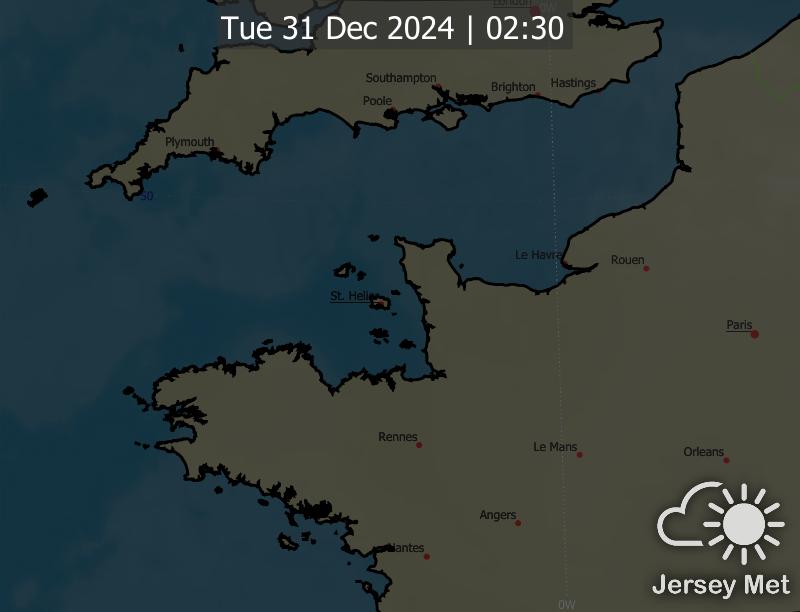 London
0W
Tue 31 Dec 2024 | 02:30
Southampton
Brighton
Hastings
Poole
Plymouth
50
Le Havre
Rouen
St. Helier
Paris
Rennes
Le Mans
Orleans
Angers
Nantes
Jersey Met
0W